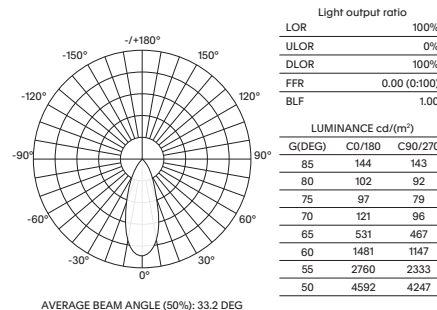 -/+180°
-150° 150°
-120° 120°
-90° 90°
-60° 60°
-30° 30°
0°
AVERAGE BEAM ANGLE (50%): 33.2 DEG
Light output ratio
LOR 100%
ULOR 0%
DLOR 100%
FFR 0.00 (0:100)
BLF 1.00
LUMINANCE cd/(m²)
G(DEG) C0/180 C90/270
85 144 143
80 102 92
75 97 79
70 121 96
65 531 467
60 1481 1147
55 2760 2333
50 4592 4247